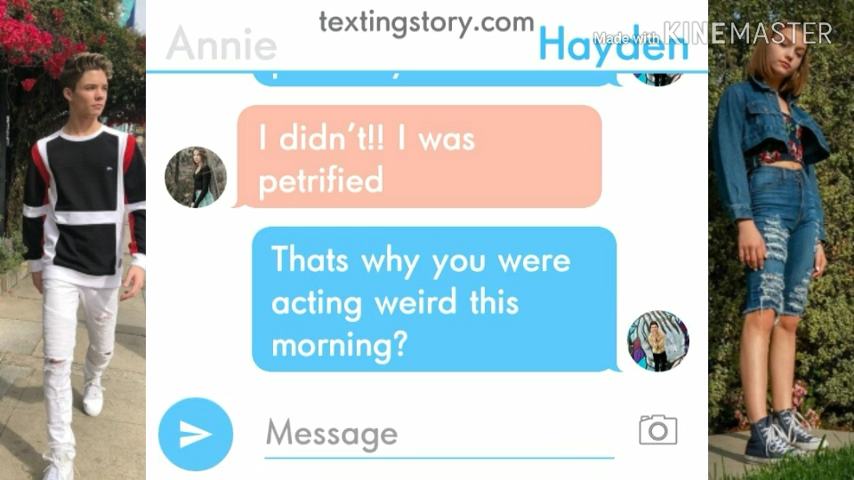 textingstory.com
Annie
Hayden
Made with KINEMASTER
I didn't!! I was
petrified
Thats why you were
acting weird this
morning?
Message